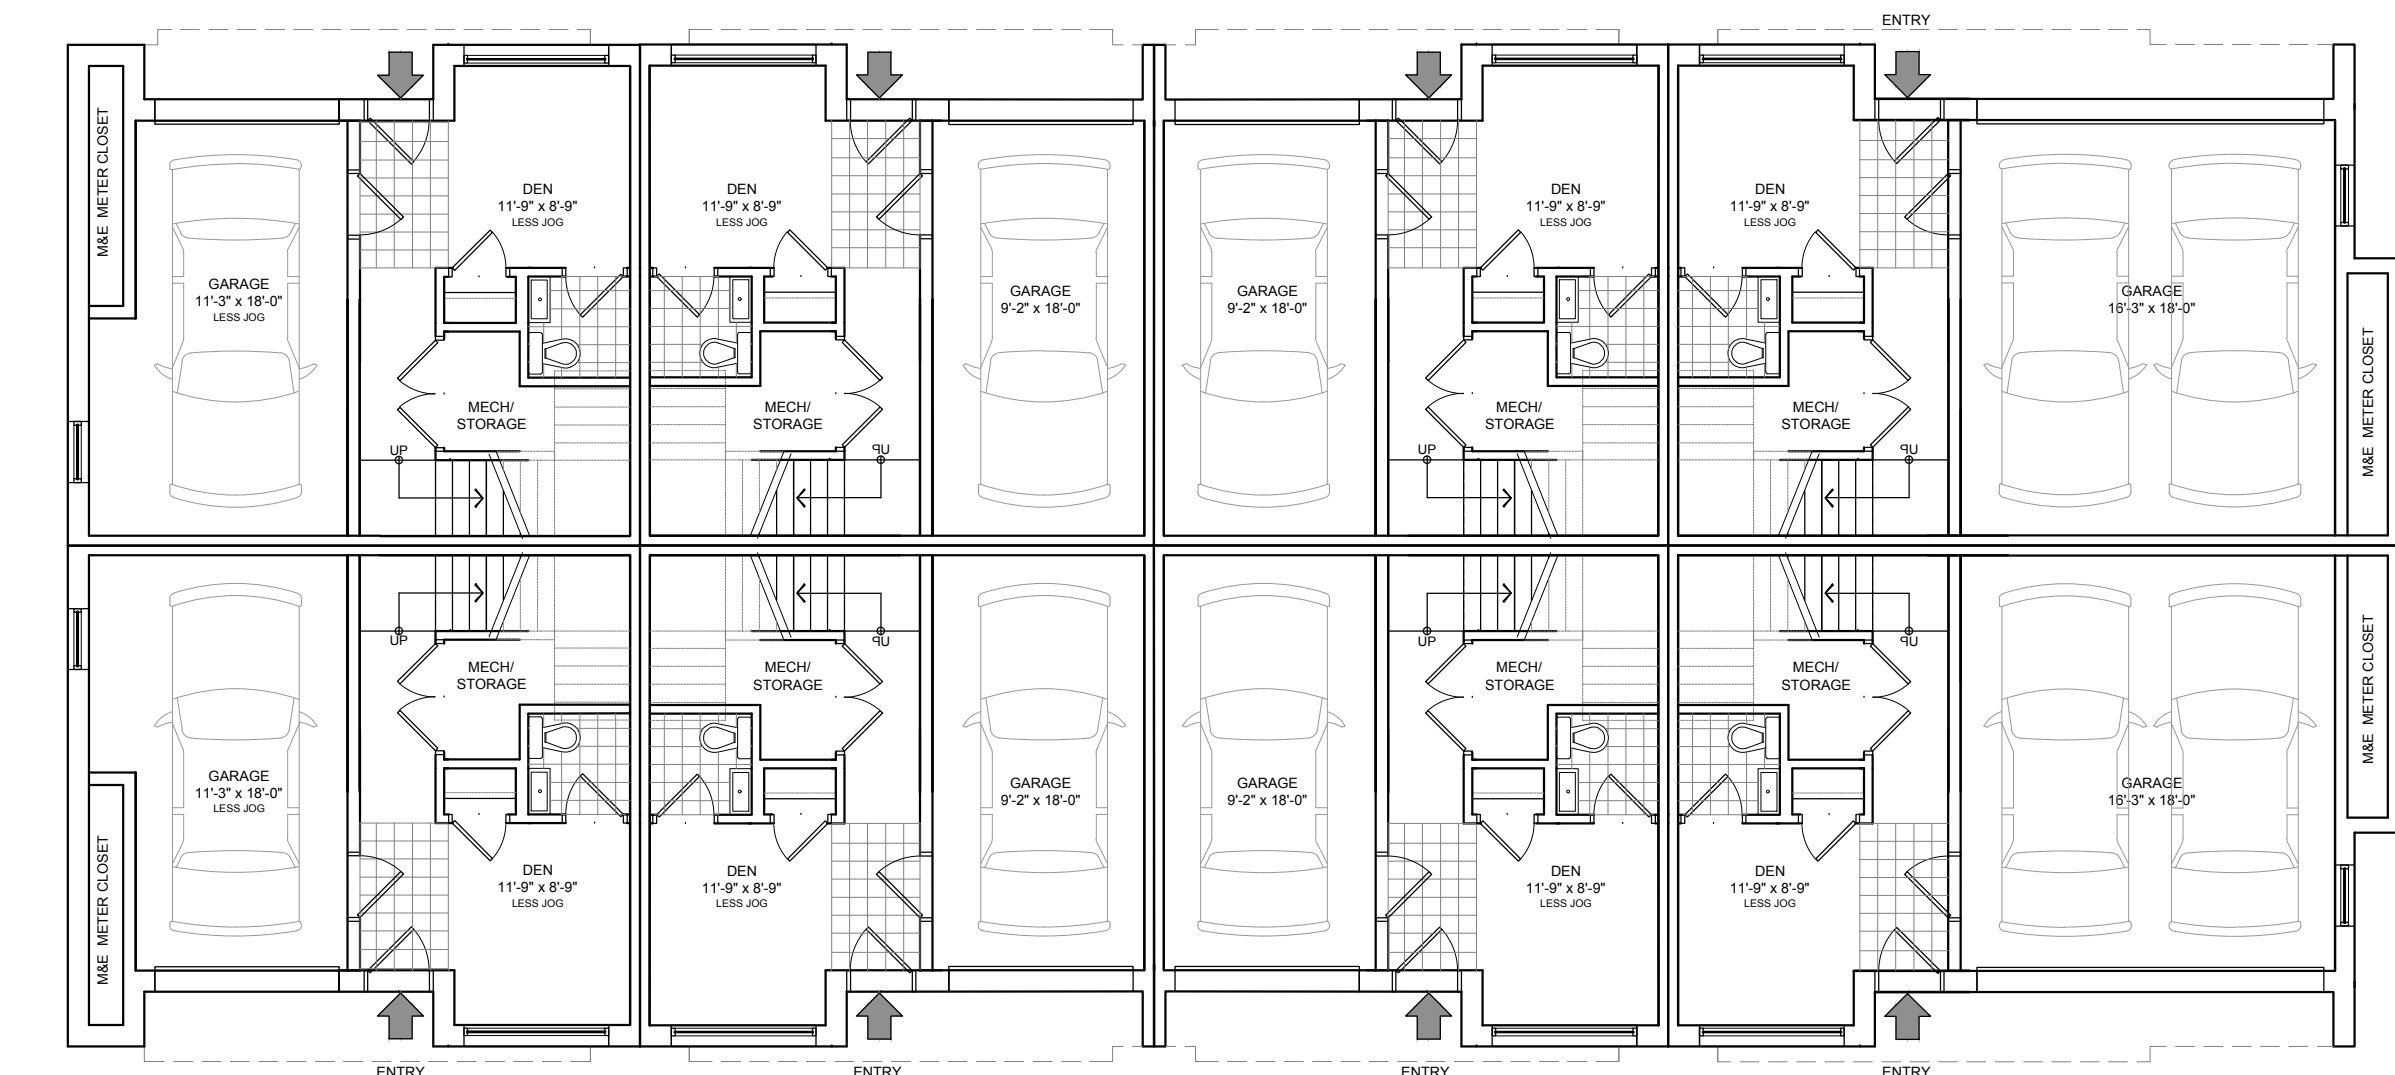 ENTRY
M&E METER CLOSET
DEN
11'-9" x 8'-9"
LESS JOG
DEN
11'-9" x 8'-9"
LESS JOG
DEN
11'-9" x 8'-9"
LESS JOG
DEN
11'-9" x 8'-9"
LESS JOG
GARAGE
11'-3" x 18'-0"
LESS JOG
GARAGE
9'-2" x 18'-0"
GARAGE
9'-2" x 18'-0"
GARAGE
16'-3" x 18'-0"
M&E METER CLOSET
MECH/
STORAGE
MECH/
STORAGE
MECH/
STORAGE
MECH/
STORAGE
UP
UP
UP
UP
UP
UP
UP
UP
MECH/
STORAGE
MECH/
STORAGE
MECH/
STORAGE
MECH/
STORAGE
M&E METER CLOSET
GARAGE
11'-3" x 18'-0"
LESS JOG
GARAGE
9'-2" x 18'-0"
GARAGE
9'-2" x 18'-0"
GARAGE
16'-3" x 18'-0"
M&E METER CLOSET
DEN
11'-9" x 8'-9"
LESS JOG
DEN
11'-9" x 8'-9"
LESS JOG
DEN
11'-9" x 8'-9"
LESS JOG
DEN
11'-9" x 8'-9"
LESS JOG
ENTRY
ENTRY
ENTRY
ENTRY